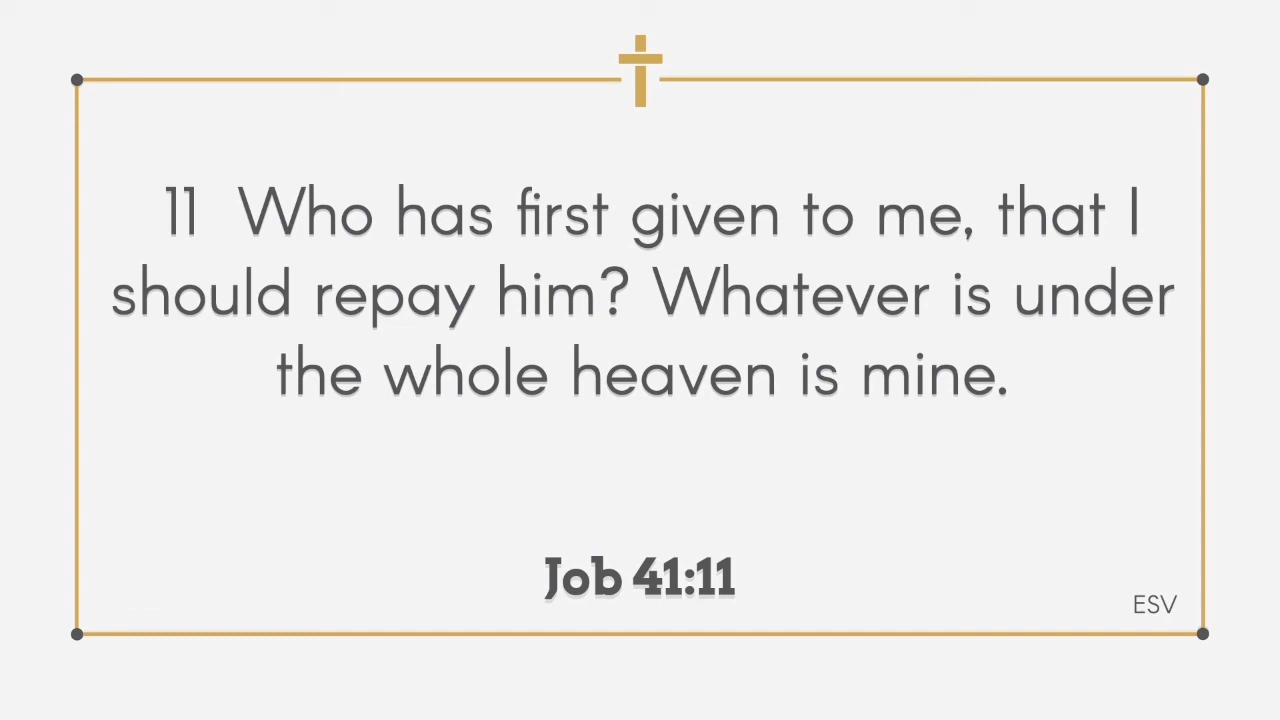 11 Who has first given to me, that I
should repay him? Whatever is under
the whole heaven is mine.
Job 41:11
ESV